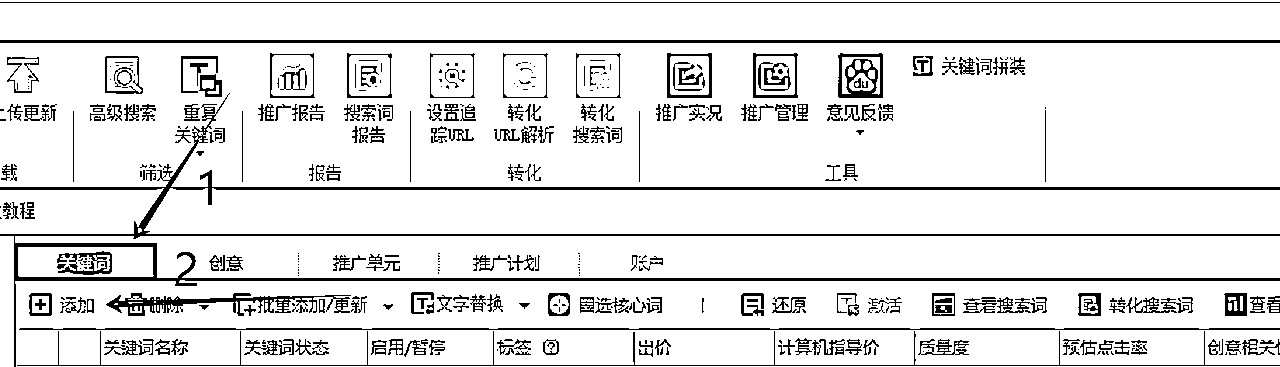 上传更新 高级搜索 重复关键词 推广报告 搜索词报告 设置追踪URL 转化URL解析 转化搜索词 推广实况 推广管理 意见反馈 关键词拼装
载 筛选 报告 转化 工具
1
教程
关键词 2 创意 推广单元 推广计划 账户
添加 删除 批量添加/更新 文字替换 圈选核心词 还原 激活 查看搜索词 转化搜索词 查看
关键词名称 关键词状态 启用/暂停 标签 出价 计算机指导价 质量度 预估点击率 创意相关